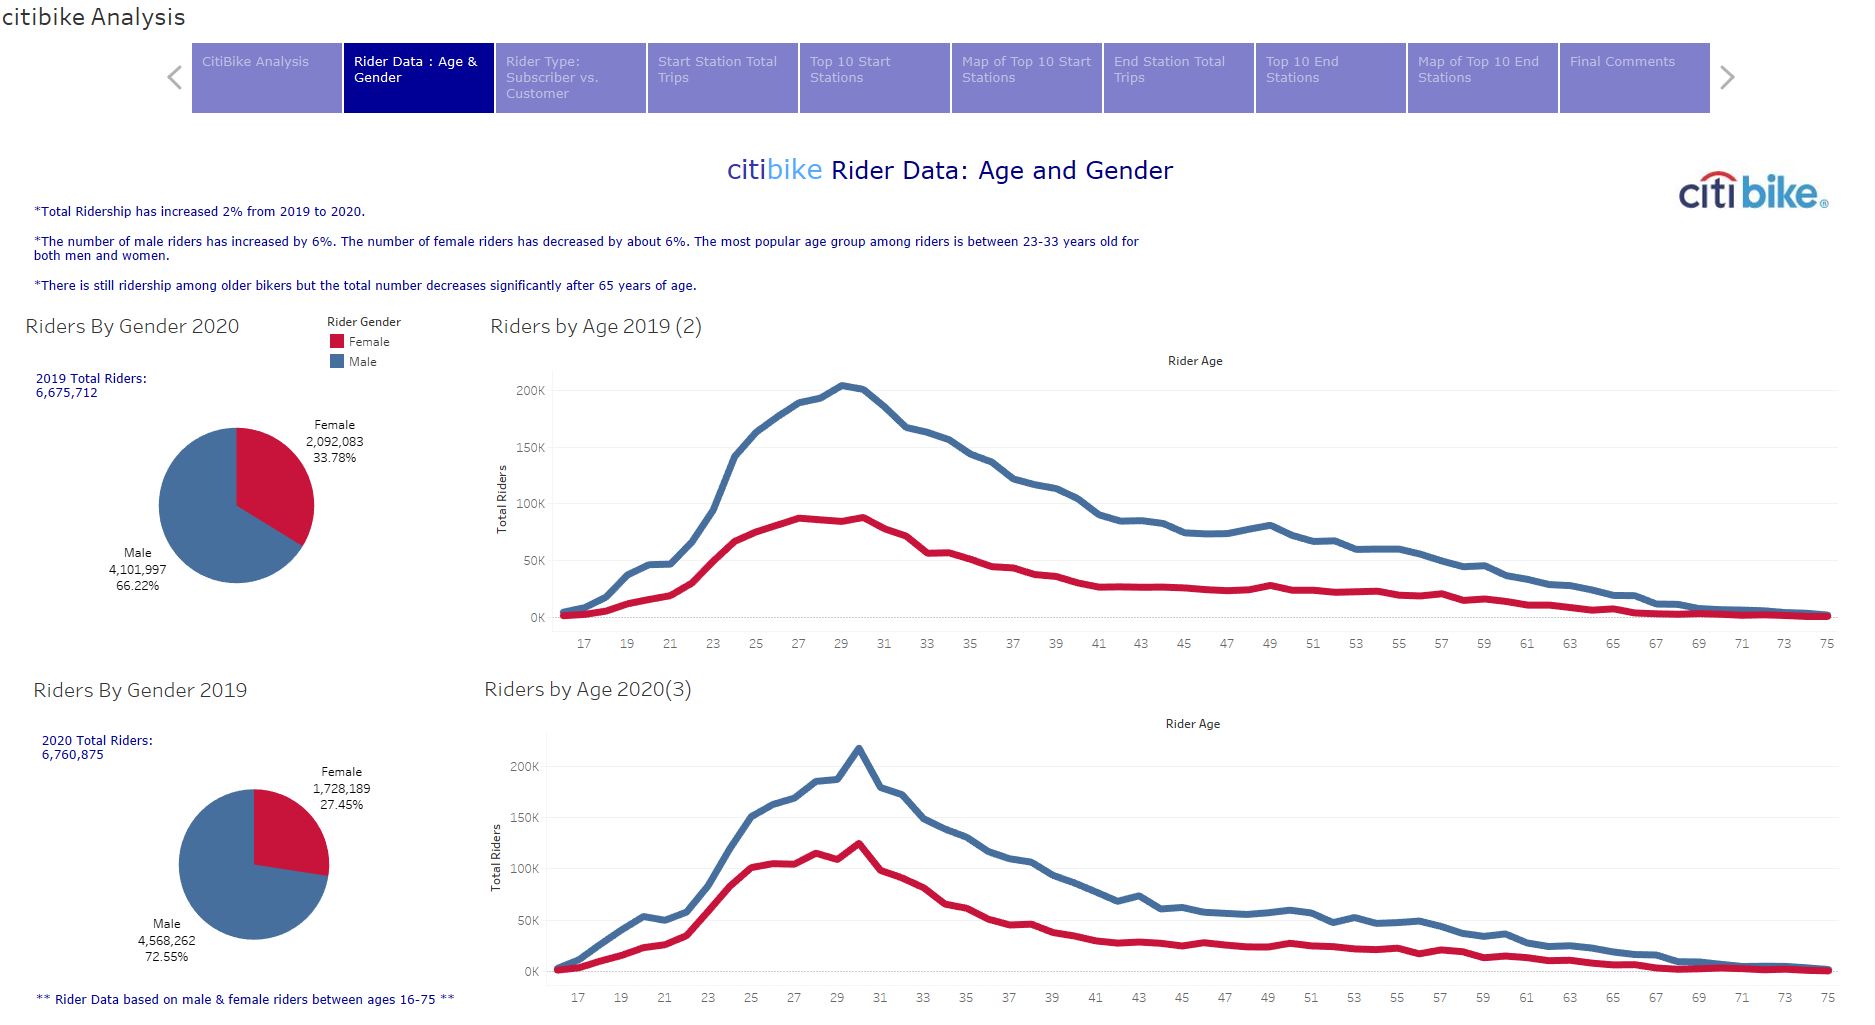 citibike Analysis
CitiBike Analysis
Rider Data : Age &
Gender
Rider Type:
Subscriber vs.
Customer
Start Station Total
Trips
Top 10 Start
Stations
Map of Top 10 Start
Stations
End Station Total
Trips
Top 10 End
Stations
Map of Top 10 End
Stations
Final Comments
citibike Rider Data: Age and Gender
citi bike®
*Total Ridership has increased 2% from 2019 to 2020.
*The number of male riders has increased by 6%. The number of female riders has decreased by about 6%. The most popular age group among riders is between 23-33 years old for
both men and women.
*There is still ridership among older bikers but the total number decreases significantly after 65 years of age.
Riders By Gender 2020
Rider Gender
Female
Male
2019 Total Riders:
6,675,712
Female
2,092,083
33.78%
Male
4,101,997
66.22%
Riders by Age 2019 (2)
Rider Age
Total Riders
200K
150K
100K
50K
0K
17 19 21 23 25 27 29 31 33 35 37 39 41 43 45 47 49 51 53 55 57 59 61 63 65 67 69 71 73 75
Riders By Gender 2019
2020 Total Riders:
6,760,875
Female
1,728,189
27.45%
Male
4,568,262
72.55%
** Rider Data based on male & female riders between ages 16-75 **
Riders by Age 2020(3)
Rider Age
Total Riders
200K
150K
100K
50K
0K
17 19 21 23 25 27 29 31 33 35 37 39 41 43 45 47 49 51 53 55 57 59 61 63 65 67 69 71 73 75